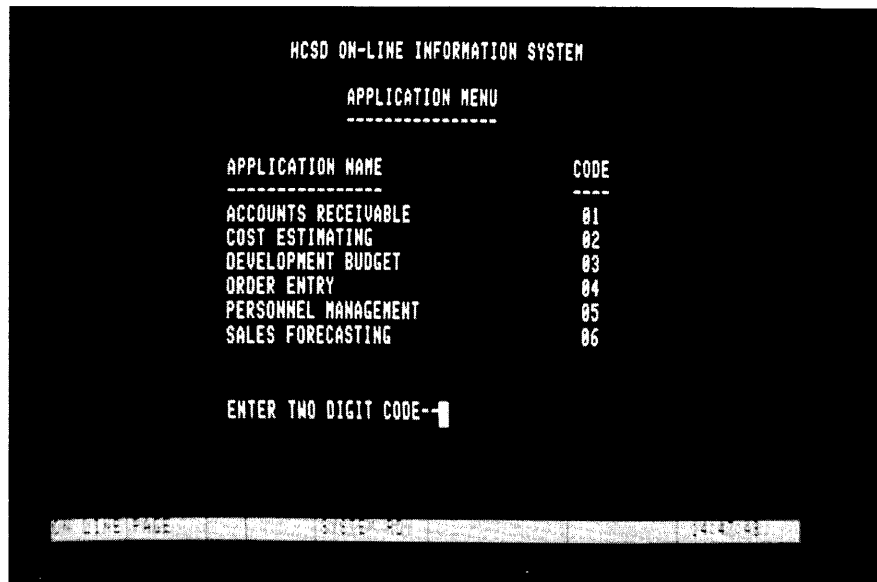 HCSD ON-LINE INFORMATION SYSTEM
APPLICATION MENU
----------------
APPLICATION NAME CODE
---------------- ----
ACCOUNTS RECEIVABLE 01
COST ESTIMATING 02
DEVELOPMENT BUDGET 03
ORDER ENTRY 04
PERSONNEL MANAGEMENT 05
SALES FORECASTING 06
ENTER TWO DIGIT CODE--